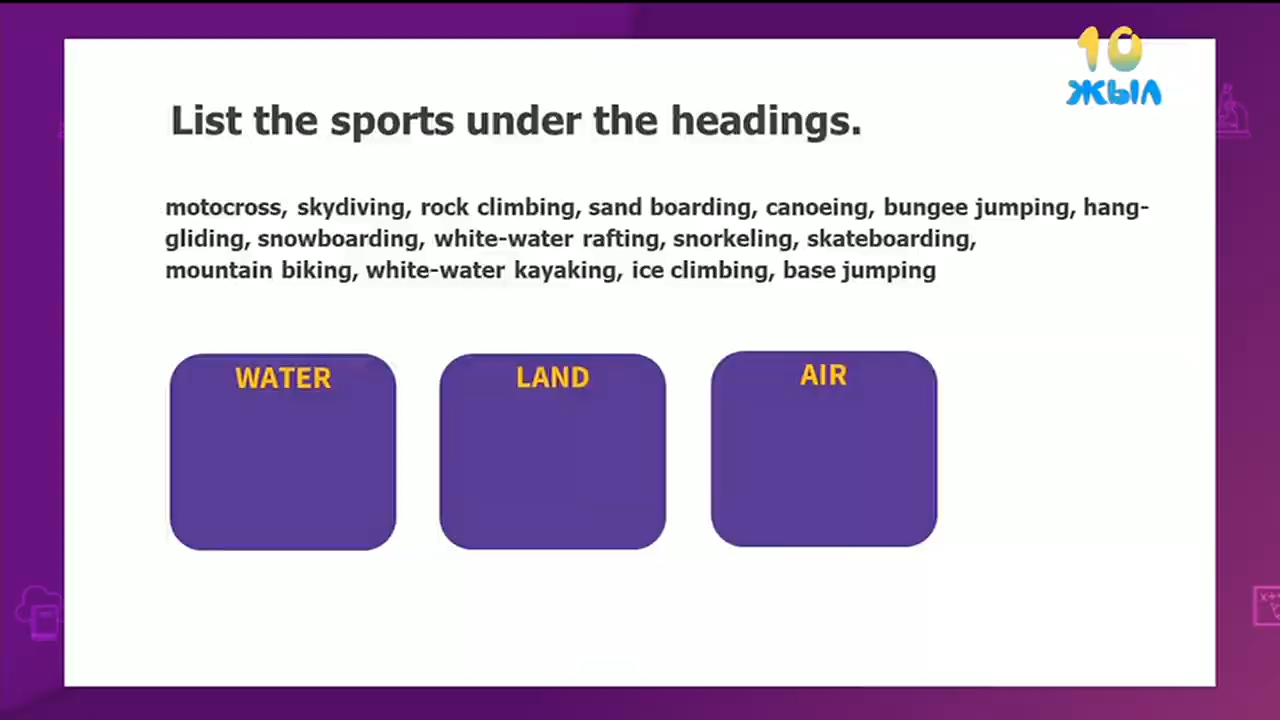 10
ЖЫЛ
List the sports under the headings.
motocross, skydiving, rock climbing, sand boarding, canoeing, bungee jumping, hang-
gliding, snowboarding, white-water rafting, snorkeling, skateboarding,
mountain biking, white-water kayaking, ice climbing, base jumping
WATER
LAND
AIR